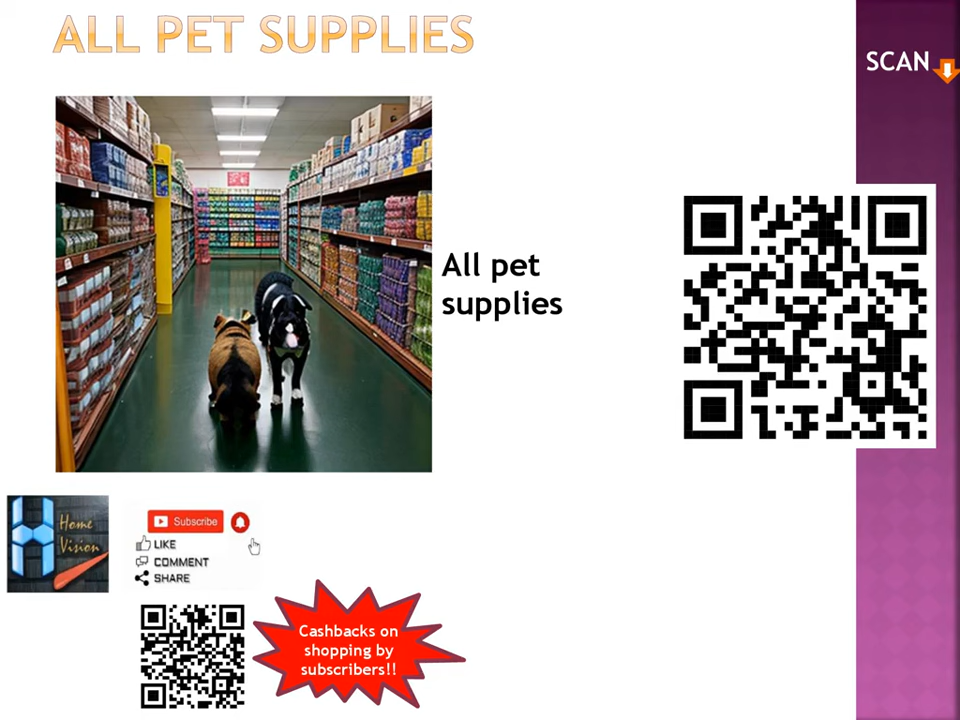 ALL PET SUPPLIES
SCAN
All pet
supplies
Home
Vision
Subscribe
LIKE
COMMENT
SHARE
Cashbacks on
shopping by
subscribers!!